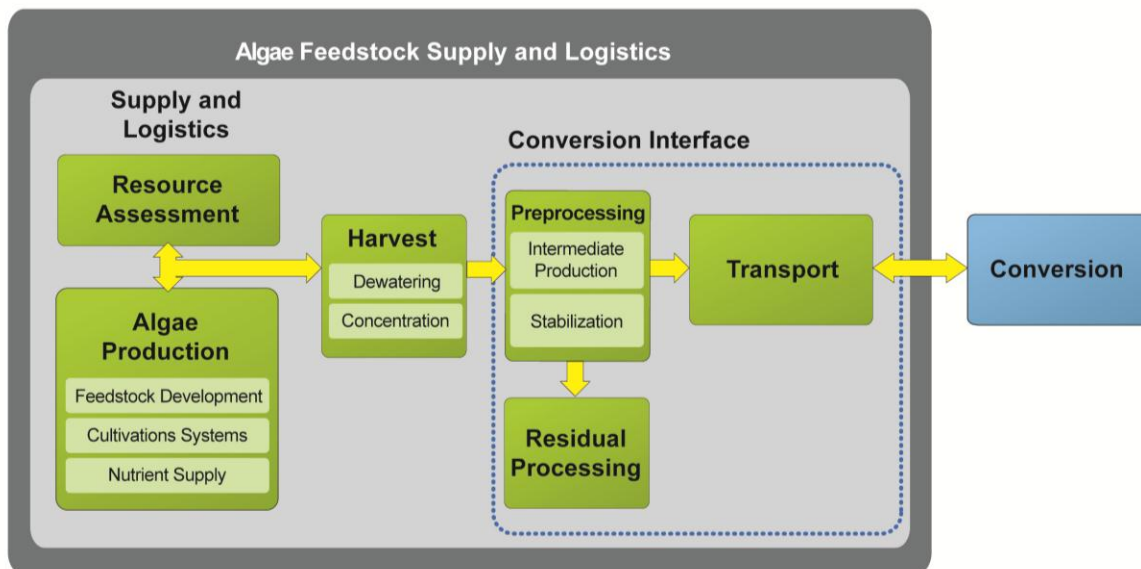 Algae Feedstock Supply and Logistics
Supply and
Logistics
Resource
Assessment
Algae
Production
Feedstock Development
Cultivations Systems
Nutrient Supply
Harvest
Dewatering
Concentration
Conversion Interface
Preprocessing
Intermediate
Production
Stabilization
Residual
Processing
Transport
Conversion